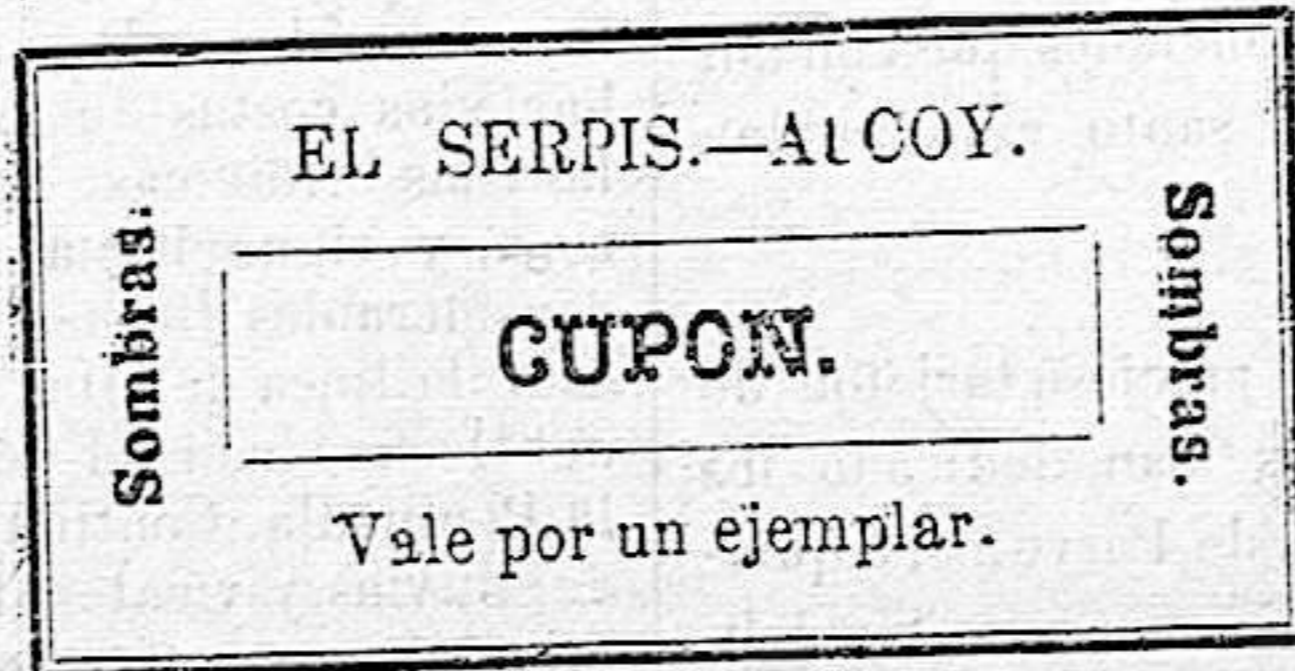 EL SERPIS.—AlCOY.
Sombras.
CUPON.
Sombras.
Vale por un ejemplar.